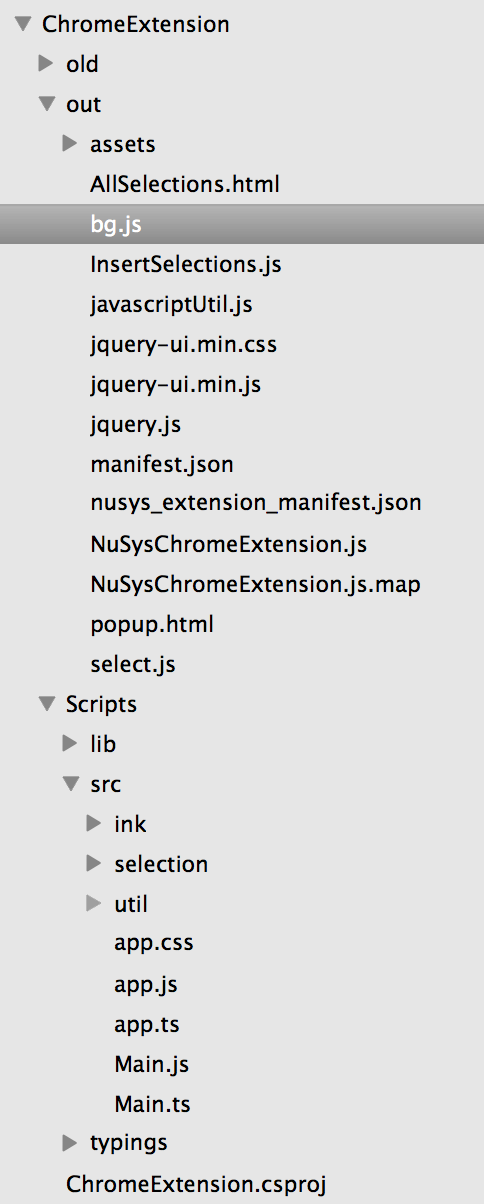 ChromeExtension
old
out
assets
AllSelections.html
bg.js
InsertSelections.js
javascriptUtil.js
jquery-ui.min.css
jquery-ui.min.js
jquery.js
manifest.json
nusys_extension_manifest.json
NuSysChromeExtension.js
NuSysChromeExtension.js.map
popup.html
select.js
Scripts
lib
src
ink
selection
util
app.css
app.js
app.ts
Main.js
Main.ts
typings
ChromeExtension.csproj